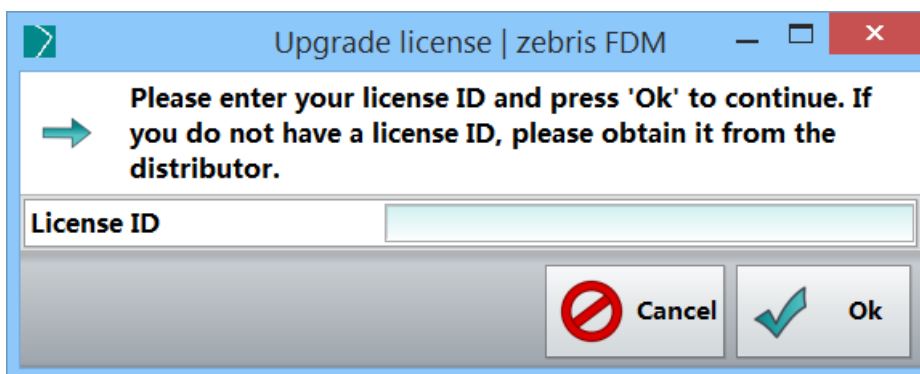 Upgrade license | zebris FDM
Please enter your license ID and press 'Ok' to continue. If
you do not have a license ID, please obtain it from the
distributor.
License ID
Cancel
Ok